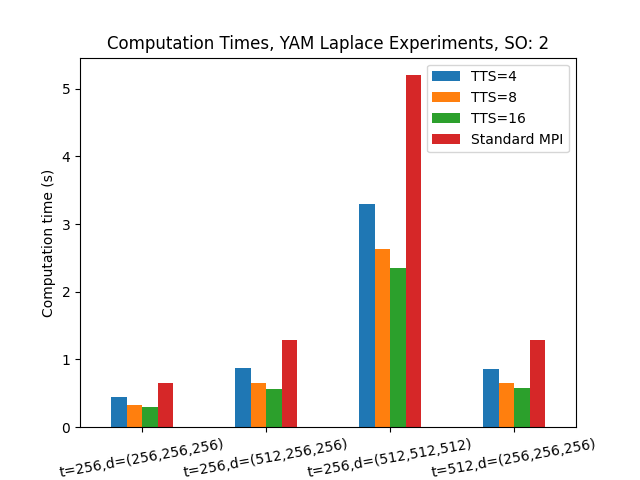 Computation Times, YAM Laplace Experiments, SO: 2
TTS=4
TTS=8
TTS=16
Standard MPI
Computation time (s)
5
4
3
2
1
0
t=256,d=(256,256,256)
t=256,d=(512,256,256)
t=256,d=(512,512,512)
t=512,d=(256,256,256)